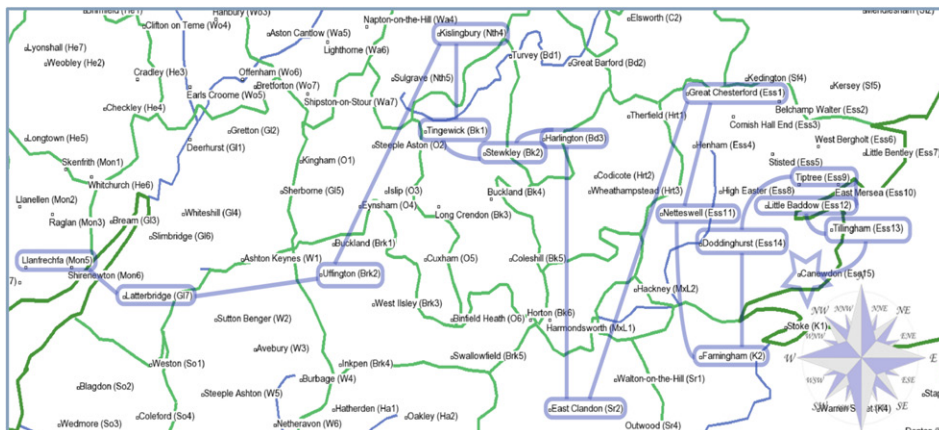 Clifton on Teme (Wo4)
Hanbury (Wo3)
Aston Cantlow (Wa5)
Napton-on-the-Hill (Wa4)
Kislingbury (Nth4)
Elsworth (C2)
Lyonshall (He7)
Lighthorne (Wa6)
Turvey (Bd1)
Weobley (He2)
Great Barford (Bd2)
Cradley (He3)
Offenham (Wo6)
Sulgrave (Nth5)
Kedington (Sf4)
Bretforton (Wo7)
Kersey (Sf5)
Earls Croome (Wo5)
Shipston-on-Stour (Wa7)
Great Chesterford (Ess1)
Checkley (He4)
Belchamp Walter (Ess2)
Therfield (Hrt1)
Cornish Hall End (Ess3)
Gretton (Gl2)
Tingewick (Bk1)
Longtown (He5)
Deerhurst (Gl1)
Steeple Aston (O2)
Harlington (Bd3)
Henham (Ess4)
West Bergholt (Ess6)
Stewkley (Bk2)
Little Bentley (Ess7)
Skenfrith (Mon1)
Kingham (O1)
Stisted (Ess5)
Codicote (Hrt2)
Tiptree (Ess9)
Whitchurch (He6)
Sherborne (Gl5)
Islip (O3)
Buckland (Bk4)
Wheathampstead (Hrt3)
High Easter (Ess8)
East Mersea (Ess10)
Llanellen (Mon2)
Eynsham (O4)
Little Baddow (Ess12)
Raglan (Mon3)
Bream (Gl3)
Whiteshill (Gl4)
Long Crendon (Bk3)
Netteswell (Ess11)
Tillingham (Ess13)
Slimbridge (Gl6)
Buckland (Brk1)
Doddinghurst (Ess14)
Llanfrechfa (Mon5)
Ashton Keynes (W1)
Cuxham (O5)
Coleshill (Bk5)
Shirenewton (Mon6)
Uffington (Brk2)
Canewdon (Ess15)
7)
Latterbridge (Gl7)
Hackney (MxL2)
West Ilsley (Brk3)
Sutton Benger (W2)
Binfield Heath (O6)
Horton (Bk6)
Harmondsworth (MxL1)
Stoke (K1)
NW
NNW
N
NNE
NE
WNW
ENE
Avebury (W3)
Swallowfield (Brk5)
Farningham (K2)
W
E
Weston (So1)
Inkpen (Brk4)
Burbage (W4)
Walton-on-the-Hill (Sr1)
WSW
ESE
Blagdon (So2)
Steeple Ashton (W5)
Hatherden (Ha1)
East Clandon (Sr2)
SW
SE
Coleford (So4)
Oakley (Ha2)
Wedmore (So3)
Netheravon (W6)
Outwood (Sr4)